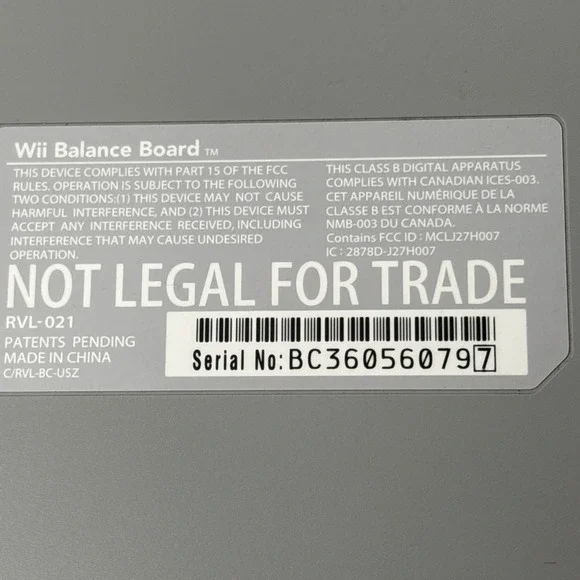 Wii Balance Board TM
THIS DEVICE COMPLIES WITH PART 15 OF THE FCC
RULES. OPERATION IS SUBJECT TO THE FOLLOWING
TWO CONDITIONS:(1) THIS DEVICE MAY NOT CAUSE
HARMFUL INTERFERENCE, AND (2) THIS DEVICE MUST
ACCEPT ANY INTERFERENCE RECEIVED, INCLUDING
INTERFERENCE THAT MAY CAUSE UNDESIRED
OPERATION.
THIS CLASS B DIGITAL APPARATUS
COMPLIES WITH CANADIAN ICES-003.
CET APPAREIL NUMÉRIQUE DE LA
CLASSE B EST CONFORME À LA NORME
NMB-003 DU CANADA.
Contains FCC ID : MCLJ27H007
IC : 2878D-J27H007
NOT LEGAL FOR TRADE
RVL-021
PATENTS PENDING
MADE IN CHINA
C/RVL-BC-USZ
Serial No:BC360560797